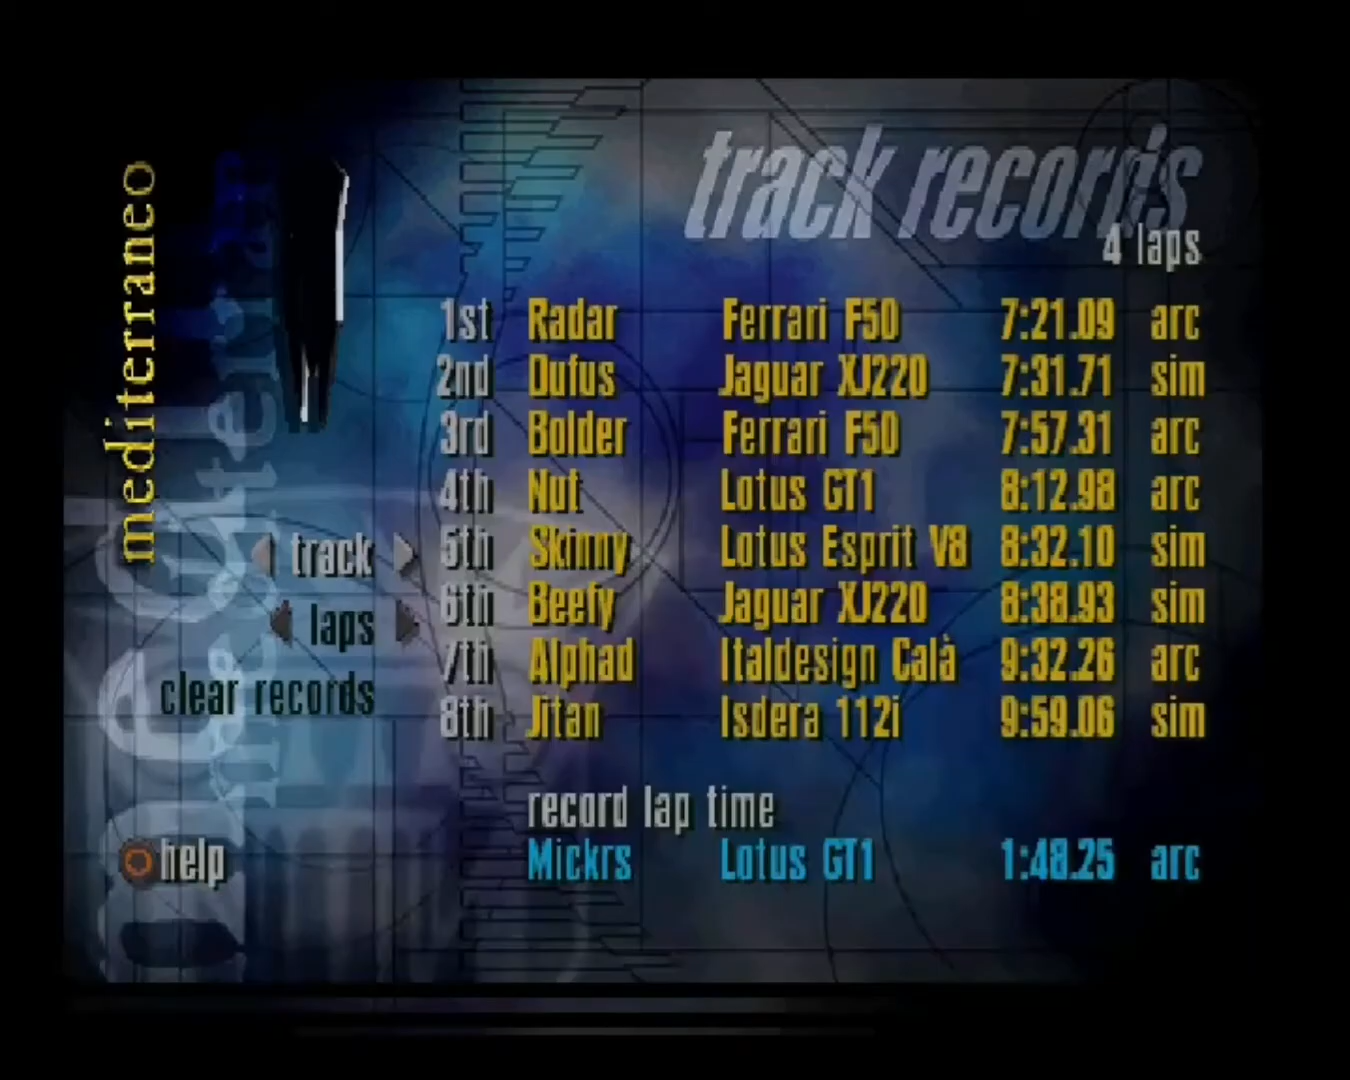 mediterraneo
track records
4 laps
1st Radar Ferrari F50 7:21.09 arc
2nd Dufus Jaguar XJ220 7:31.71 sim
3rd Bolder Ferrari F50 7:57.31 arc
4th Nut Lotus GT1 8:12.98 arc
5th Skinny Lotus Esprit V8 8:32.10 sim
6th Beefy Jaguar XJ220 8:38.93 sim
7th Alphad Italdesign Calà 9:32.26 arc
8th Jitan Isdera 112i 9:59.06 sim
track
laps
clear records
record lap time
Mickrs Lotus GT1 1:48.25 arc
help